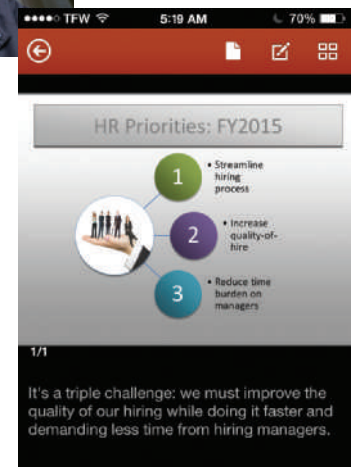 TFW 5:19 AM 70%
HR Priorities: FY2015
1
• Streamline
hiring
process
2
• Increase
quality-of-
hire
3
• Reduce time
burden on
managers
1/1
It's a triple challenge: we must improve the
quality of our hiring while doing it faster and
demanding less time from hiring managers.